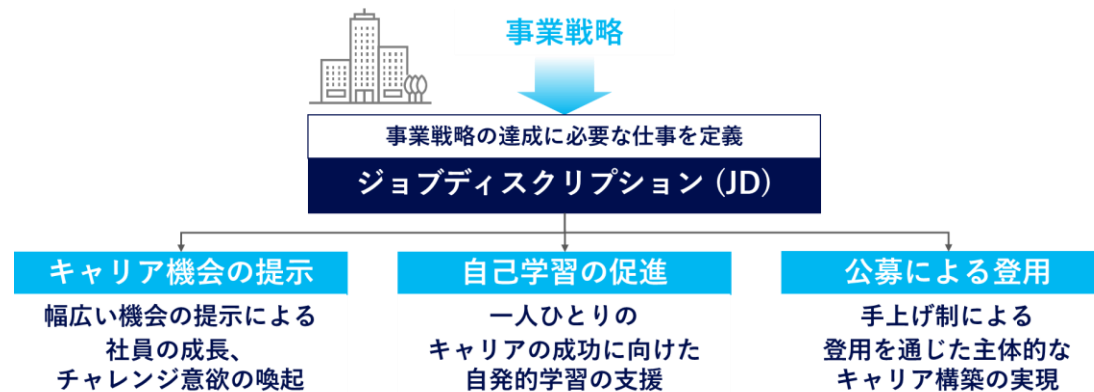 事業戦略
事業戦略の達成に必要な仕事を定義
ジョブディスクリプション (JD)
キャリア機会の提示
幅広い機会の提示による
社員の成長、
チャレンジ意欲の喚起
自己学習の促進
一人ひとりの
キャリアの成功に向けた
自発的学習の支援
公募による登用
手上げ制による
登用を通じた主体的な
キャリア構築の実現